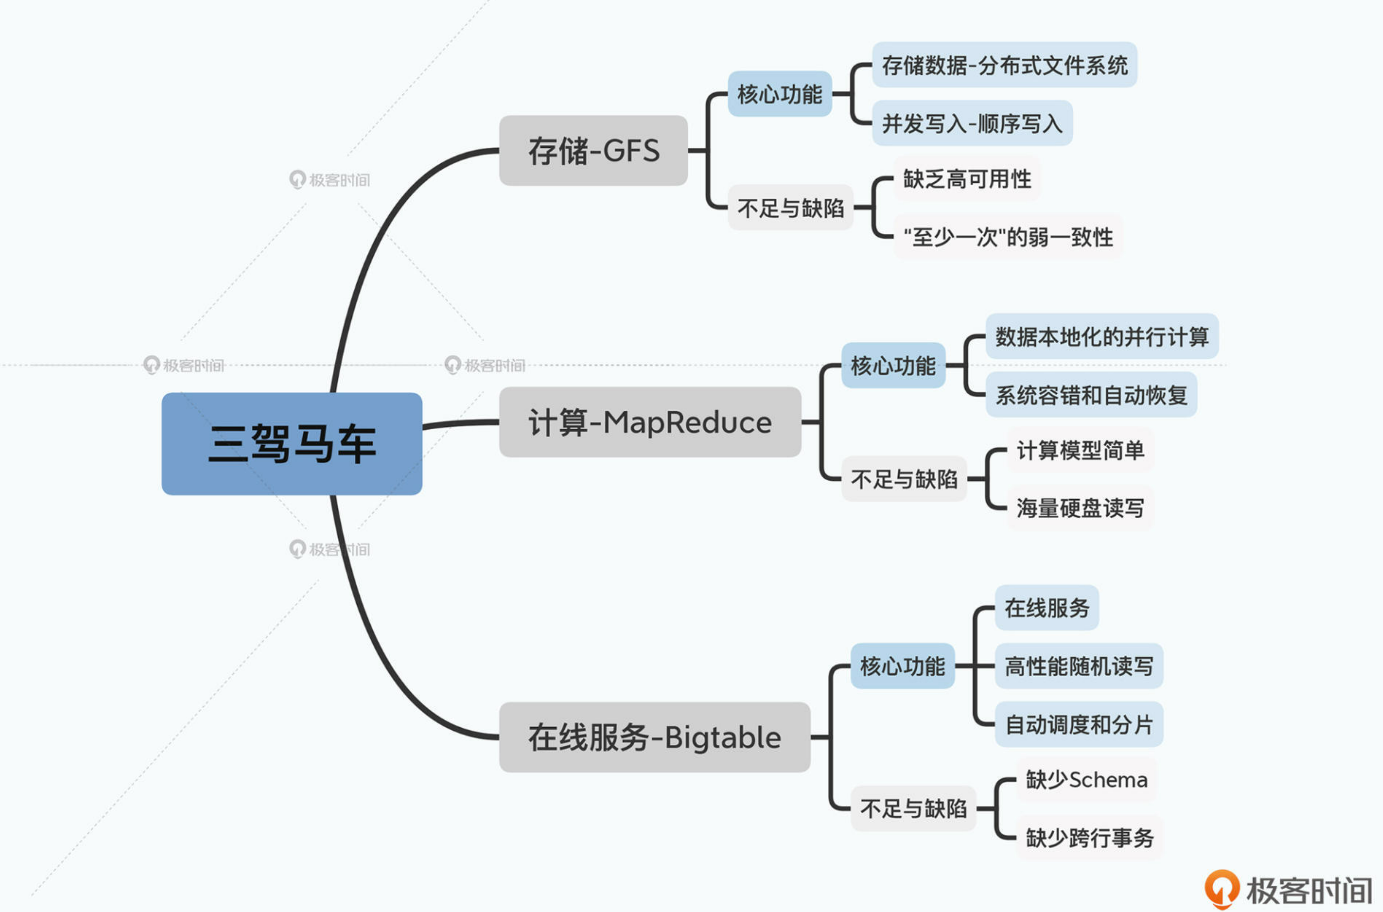 存储数据-分布式文件系统
核心功能
并发写入-顺序写入
存储-GFS
缺乏高可用性
不足与缺陷
“至少一次"的弱一致性
极客时间
数据本地化的并行计算
核心功能
系统容错和自动恢复
极客时间
极客时间
计算-MapReduce
三驾马车
计算模型简单
不足与缺陷
海量硬盘读写
极客时间
在线服务
核心功能
高性能随机读写
自动调度和分片
在线服务-Bigtable
缺少Schema
不足与缺陷
缺少跨行事务
极客时间